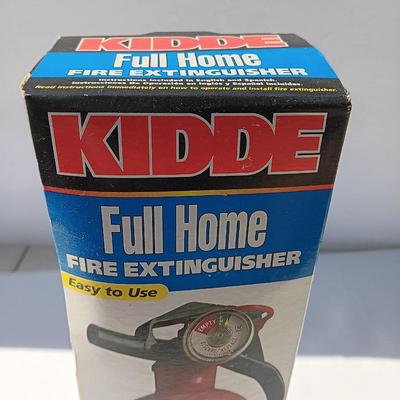 KIDDE
Full Home
FIRE EXTINGUISHER
Instructions Included in English and Spanish.
Instrucciones De Operación en Inglés y Español Incluidas.
Read instructions immediately on how to operate and install fire extinguisher.
KIDDE
Full Home
FIRE EXTINGUISHER
Easy to Use
EMPTY